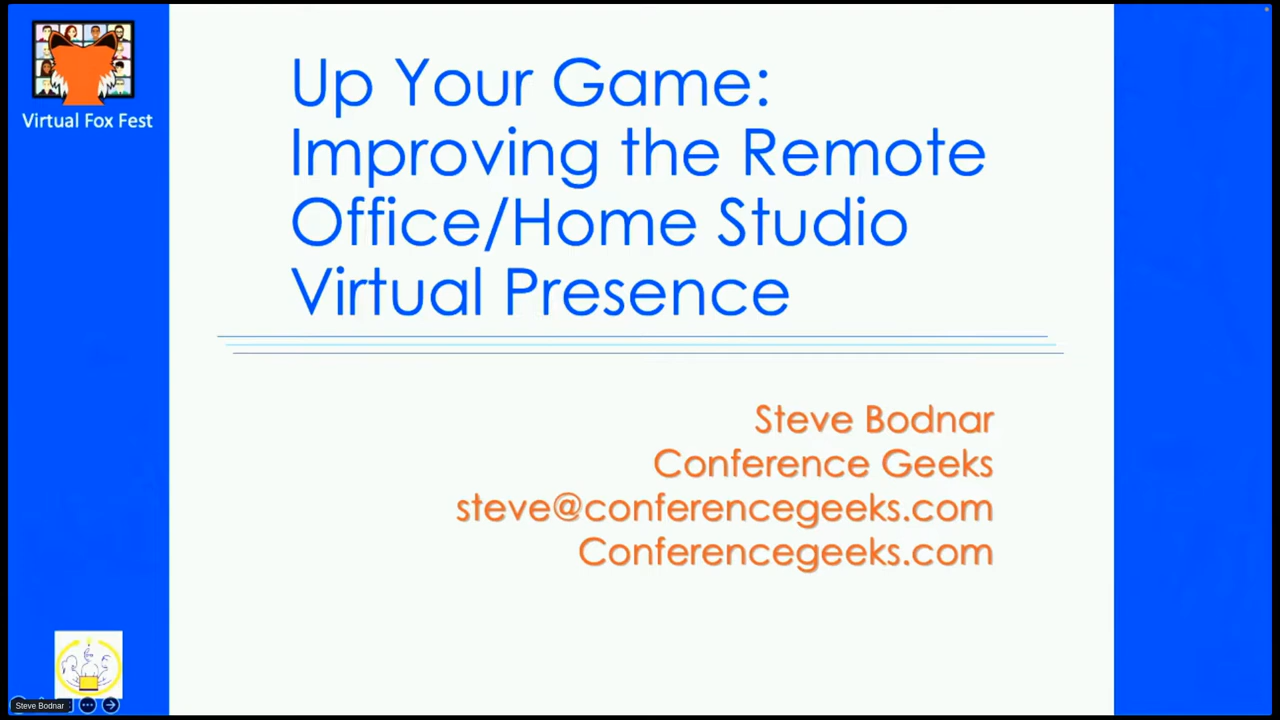 Virtual Fox Fest
Up Your Game:
Improving the Remote
Office/Home Studio
Virtual Presence
Steve Bodnar
Conference Geeks
steve@conferencegeeks.com
Conferencegeeks.com
Steve Bodnar